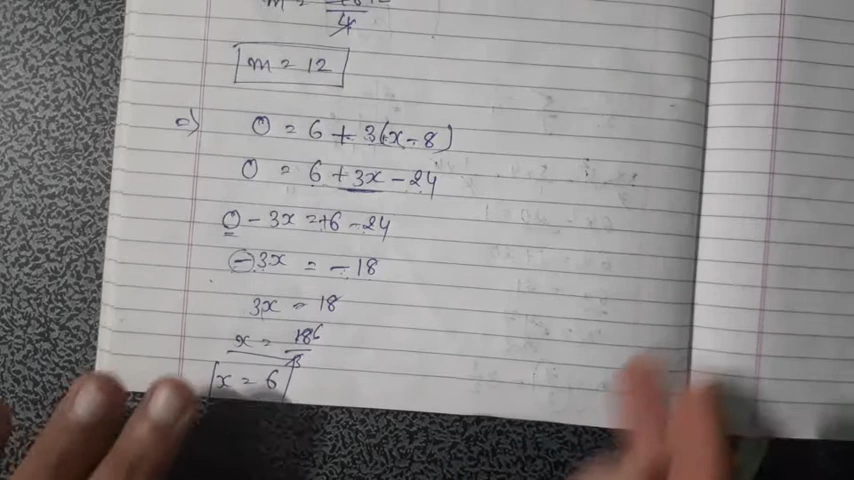 m = 12
c) 0 = 6 + 3(x - 8)
0 = 6 + 3x - 24
0 - 3x = +6 - 24
- 3x = - 18
3x = 18
x = 18 6 / 3
x = 6